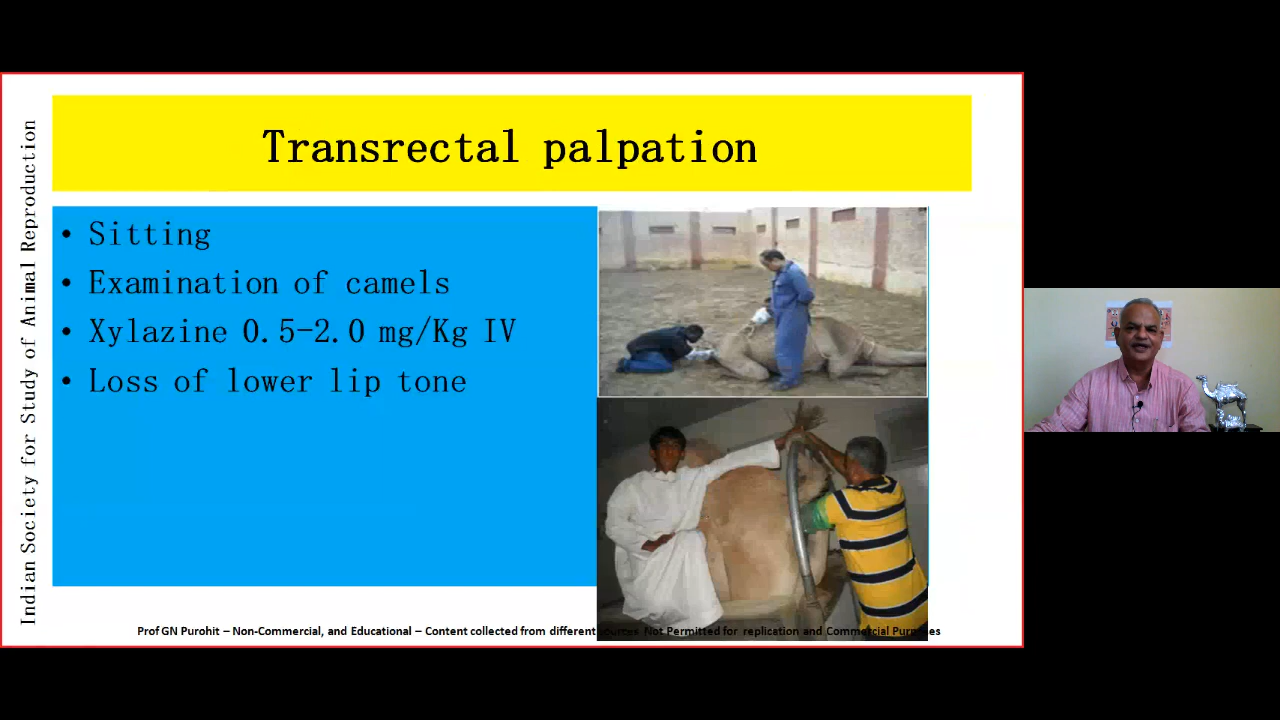 Indian Society for Study of Animal Reproduction
Transrectal palpation
• Sitting
• Examination of camels
• Xylazine 0.5-2.0 mg/Kg IV
• Loss of lower lip tone
Prof GN Purohit – Non-Commercial, and Educational – Content collected from different sources Not Permitted for replication and Commercial Purposes